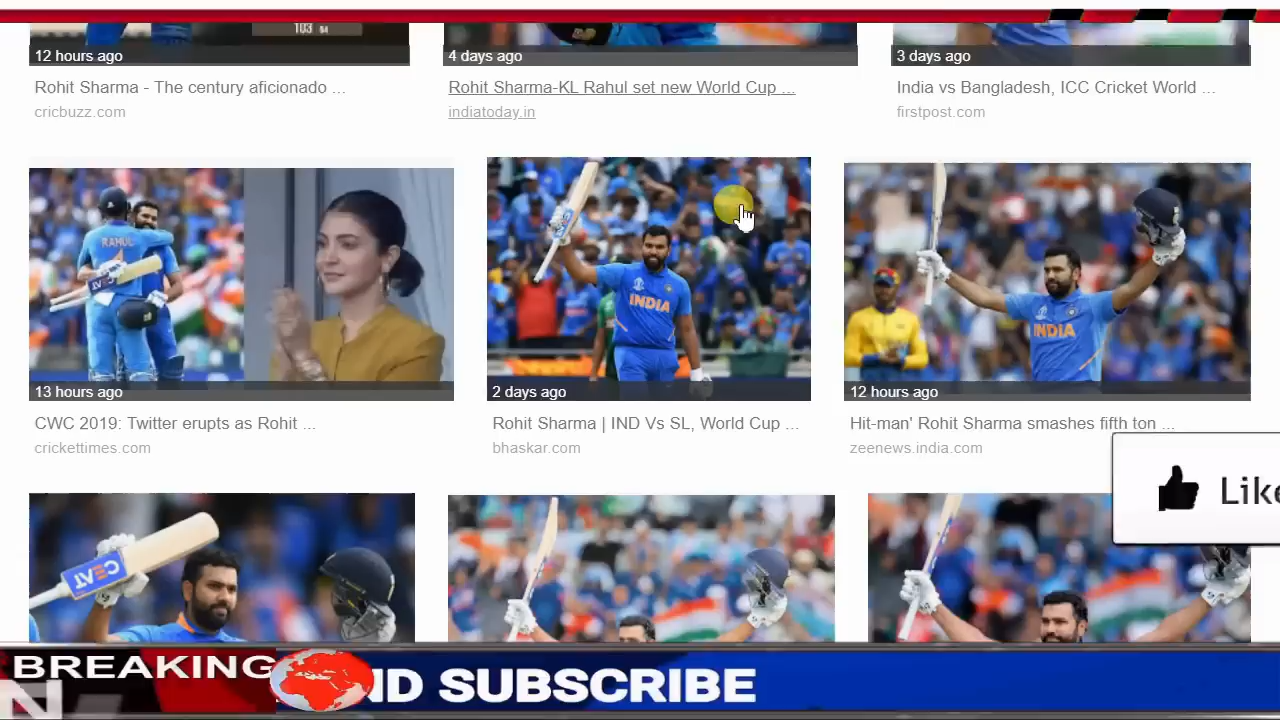 103 84
12 hours ago
4 days ago
3 days ago
Rohit Sharma - The century aficionado ...
Rohit Sharma-KL Rahul set new World Cup ...
India vs Bangladesh, ICC Cricket World ...
cricbuzz.com
indiatoday.in
firstpost.com
RAHUL
INDIA
INDIA
13 hours ago
2 days ago
12 hours ago
CWC 2019: Twitter erupts as Rohit ...
Rohit Sharma | IND Vs SL, World Cup ...
Hit-man' Rohit Sharma smashes fifth ton ...
crickettimes.com
bhaskar.com
zeenews.india.com
Like
CEAT
BREAKING
ND SUBSCRIBE
N